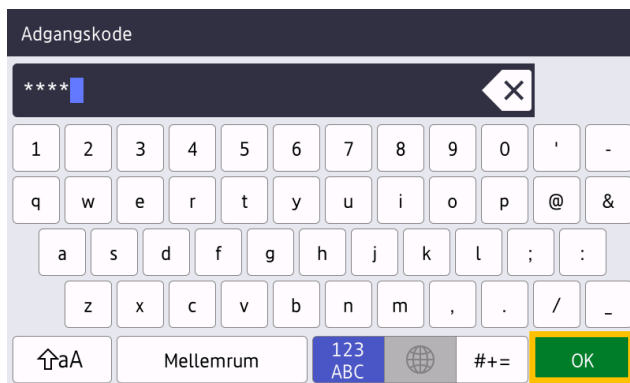 Adgangskode
****
1 2 3 4 5 6 7 8 9 0 ' -
q w e r t y u i o p @ &
a s d f g h j k l ; :
z x c v b n m , . / _
aA Mellemrum 123 ABC #+= OK